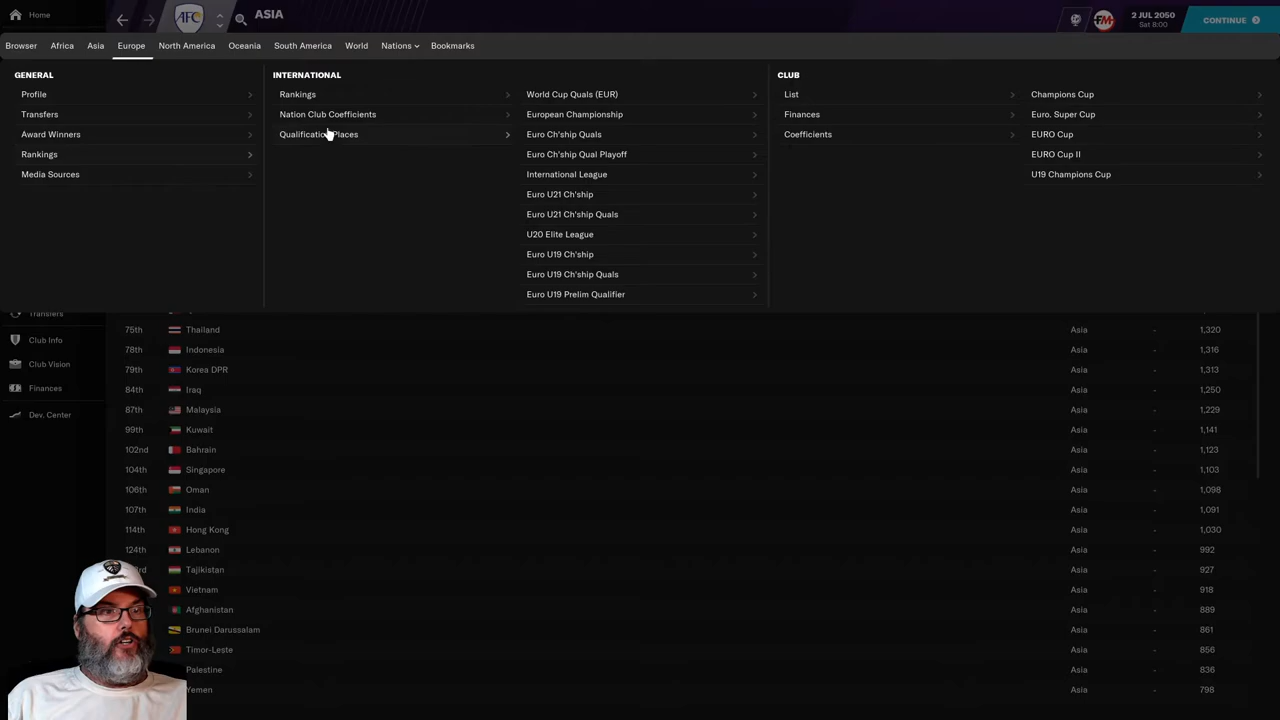 Home
AFC
ASIA
FM
2 JUL 2050
Sat 8:00
CONTINUE
Browser Africa Asia Europe North America Oceania South America World Nations Bookmarks
GENERAL
Profile
Transfers
Award Winners
Rankings
Media Sources
INTERNATIONAL
Rankings
Nation Club Coefficients
Qualification Places
World Cup Quals (EUR)
European Championship
Euro Ch'ship Quals
Euro Ch'ship Qual Playoff
International League
Euro U21 Ch'ship
Euro U21 Ch'ship Quals
U20 Elite League
Euro U19 Ch'ship
Euro U19 Ch'ship Quals
Euro U19 Prelim Qualifier
CLUB
List
Finances
Coefficients
Champions Cup
Euro. Super Cup
EURO Cup
EURO Cup II
U19 Champions Cup
Transfers
Club Info
Club Vision
Finances
Dev. Center
75th Thailand Asia - 1,320
78th Indonesia Asia - 1,316
79th Korea DPR Asia - 1,313
84th Iraq Asia - 1,250
87th Malaysia Asia - 1,229
99th Kuwait Asia - 1,141
102nd Bahrain Asia - 1,123
104th Singapore Asia - 1,103
106th Oman Asia - 1,098
107th India Asia - 1,091
114th Hong Kong Asia - 1,030
124th Lebanon Asia - 992
Tajikistan Asia - 927
Vietnam Asia - 918
Afghanistan Asia - 889
Brunei Darussalam Asia - 861
Timor-Leste Asia - 856
Palestine Asia - 836
Yemen Asia - 798